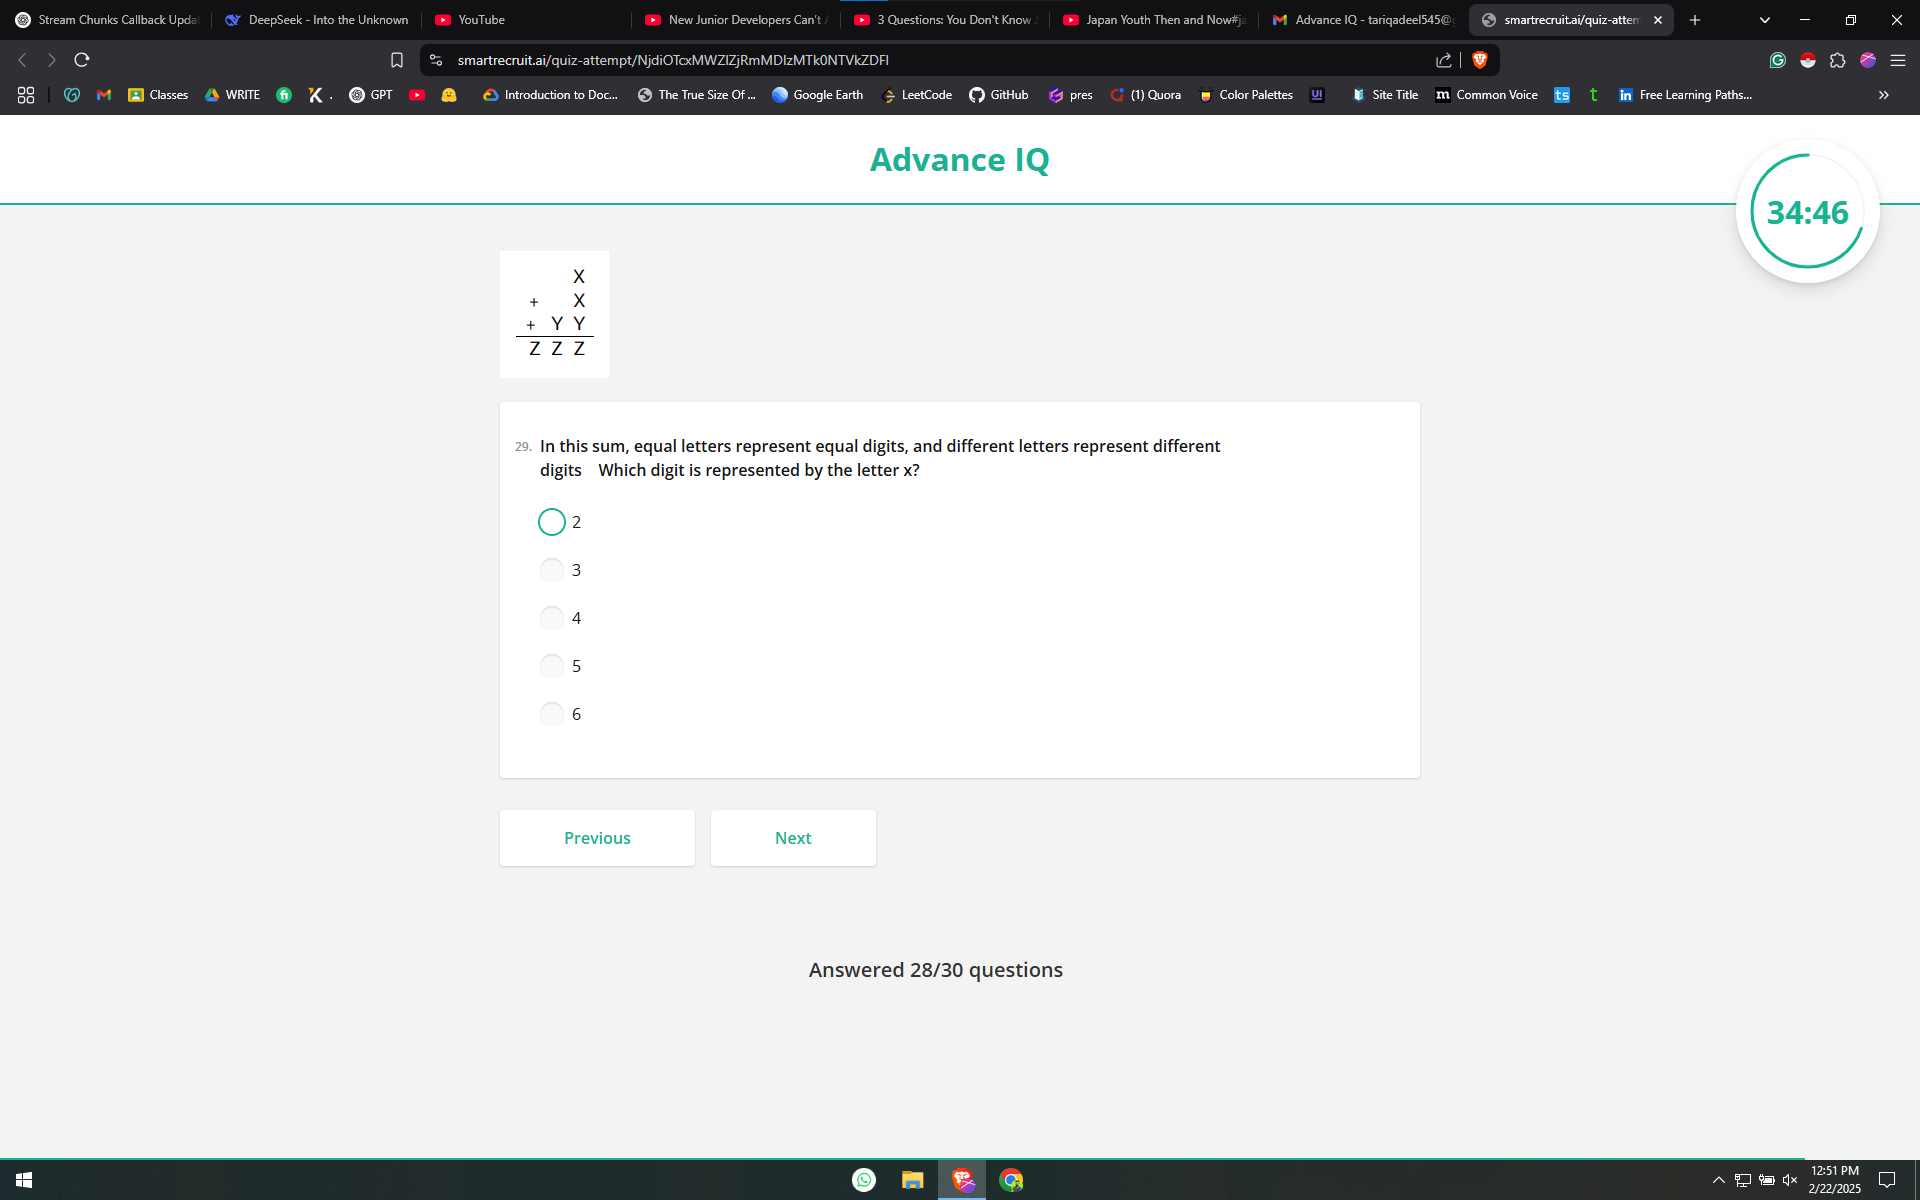 Stream Chunks Callback Upda
DeepSeek - Into the Unknown
YouTube
New Junior Developers Can't
3 Questions: You Don't Know
Japan Youth Then and Now#ja
Advance IQ - tariqadeel545@
smartrecruit.ai/quiz-attem
smartrecruit.ai/quiz-attempt/NjdiOTcxMWZlZjRmMDIzMTk0NTVkZDFl
Classes
WRITE
GPT
Introduction to Doc...
The True Size Of ...
Google Earth
LeetCode
GitHub
pres
(1) Quora
Color Palettes
UI
Site Title
m Common Voice
ts
t
in Free Learning Paths...
Advance IQ
34:46
X
+ X
+ Y Y
Z Z Z
29. In this sum, equal letters represent equal digits, and different letters represent different
digits Which digit is represented by the letter x?
2
3
4
5
6
Previous
Next
Answered 28/30 questions
12:51 PM
2/22/2025